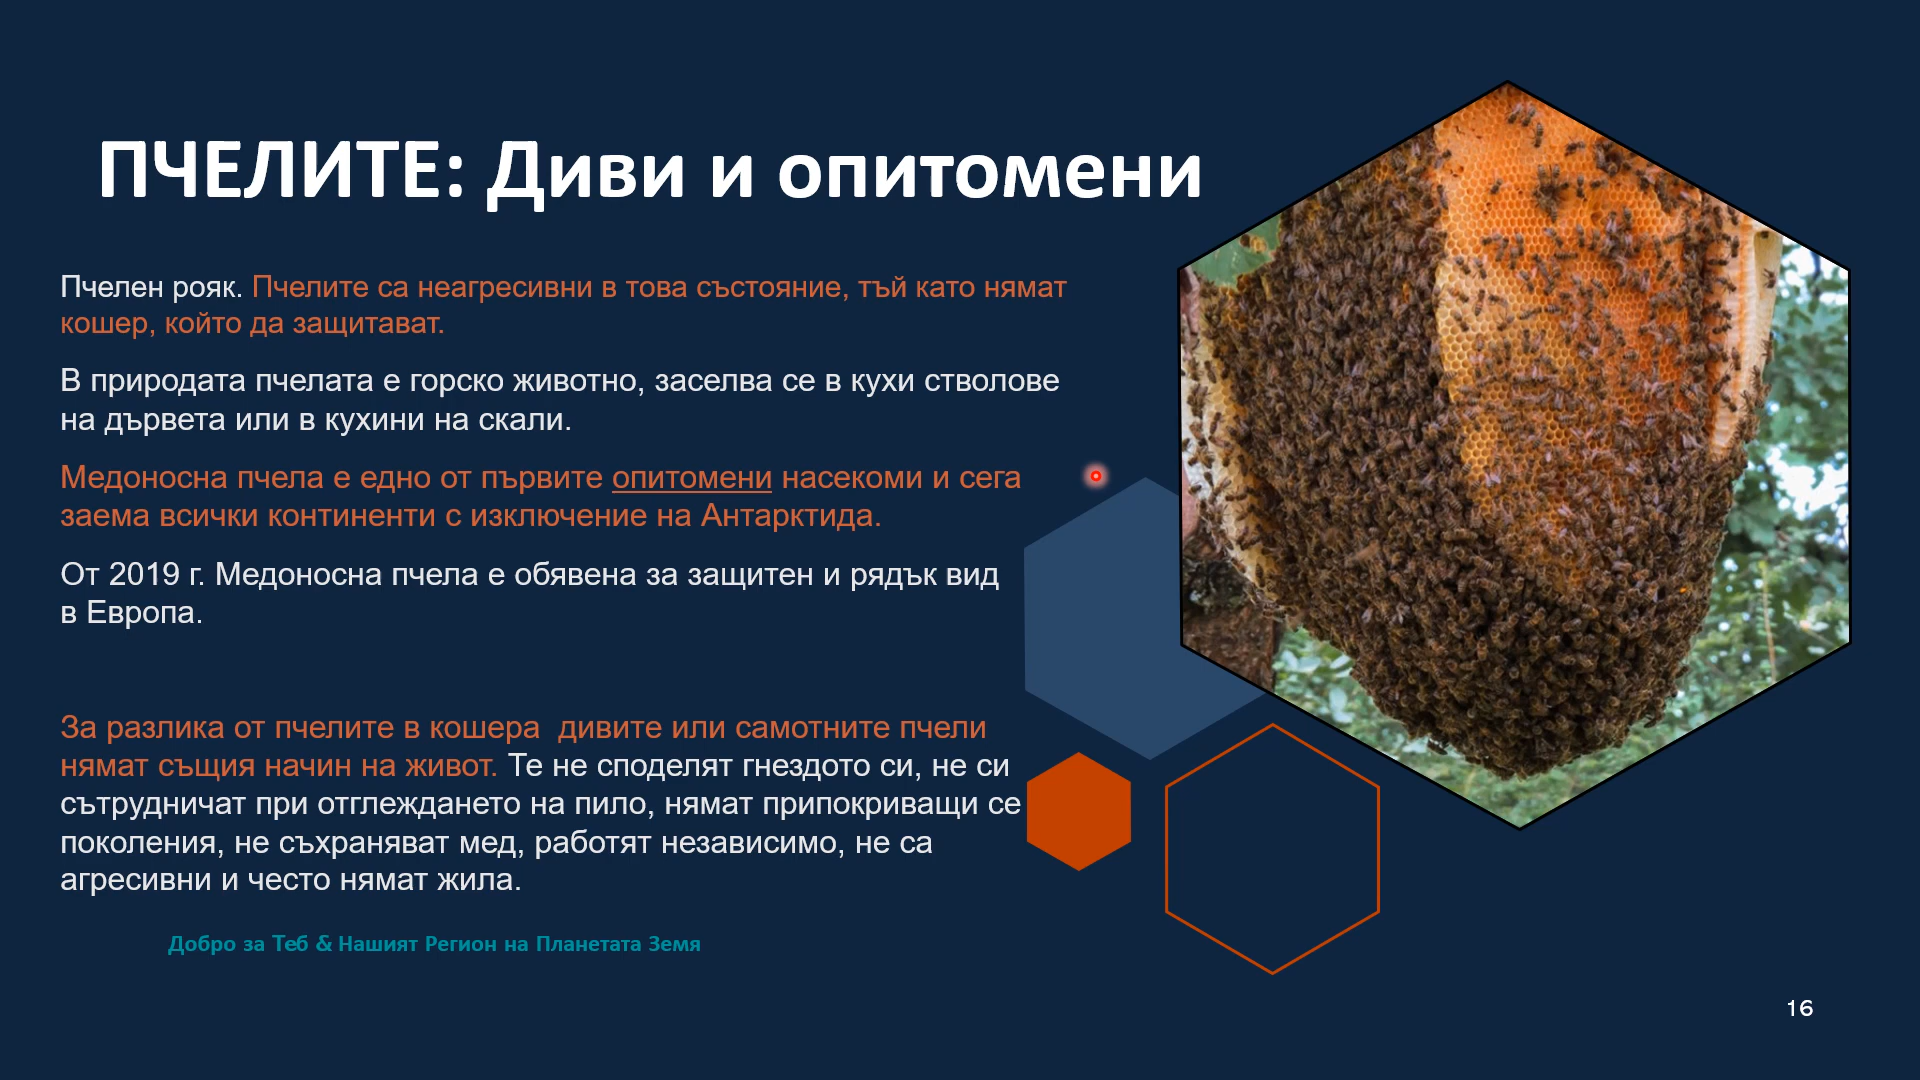 ПЧЕЛИТЕ: Диви и опитомени
Пчелен рояк. Пчелите са неагресивни в това състояние, тъй като нямат
кошер, който да защитават.
В природата пчелата е горско животно, заселва се в кухи стволове
на дървета или в кухини на скали.
Медоносна пчела е едно от първите опитомени насекоми и сега
заема всички континенти с изключение на Антарктида.
От 2019 г. Медоносна пчела е обявена за защитен и рядък вид
в Европа.
За разлика от пчелите в кошера  дивите или самотните пчели
нямат същия начин на живот. Те не споделят гнездото си, не си
сътрудничат при отглеждането на пило, нямат припокриващи се
поколения, не съхраняват мед, работят независимо, не са
агресивни и често нямат жила.
Добро за Теб & Нашият Регион на Планетата Земя
16